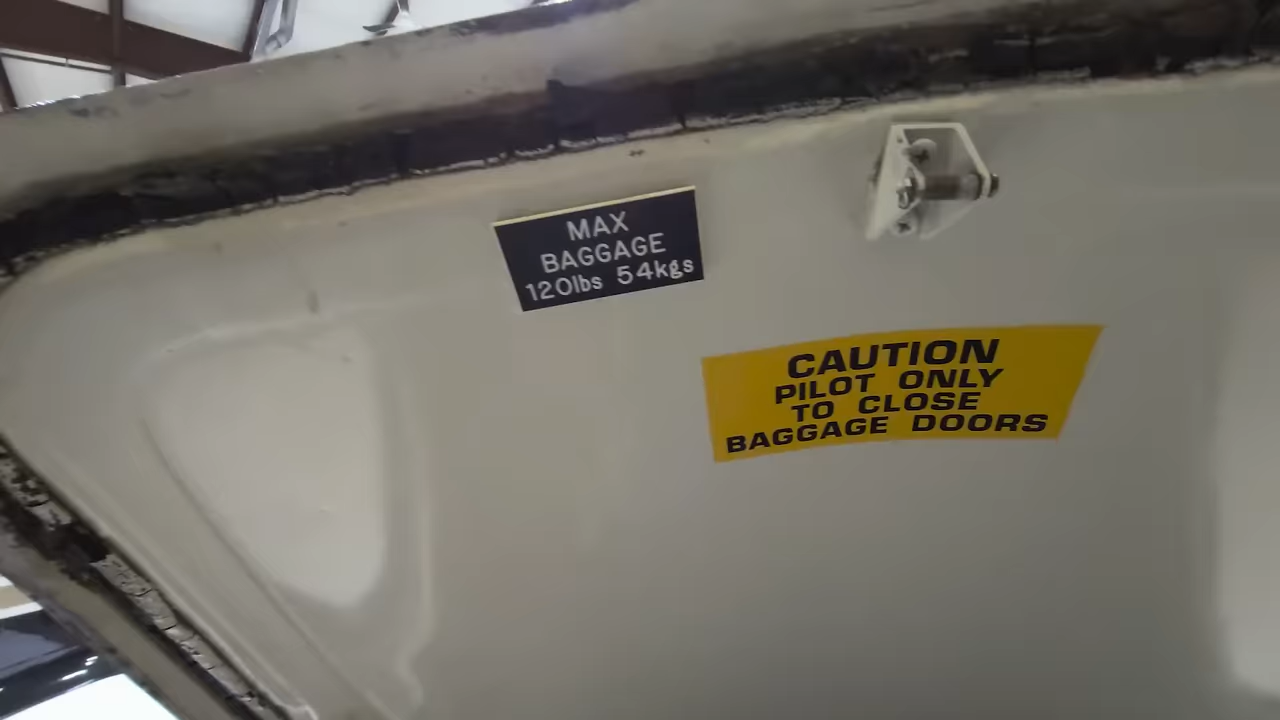 MAX
BAGGAGE
120lbs 54kgs
CAUTION
PILOT ONLY
TO CLOSE
BAGGAGE DOORS